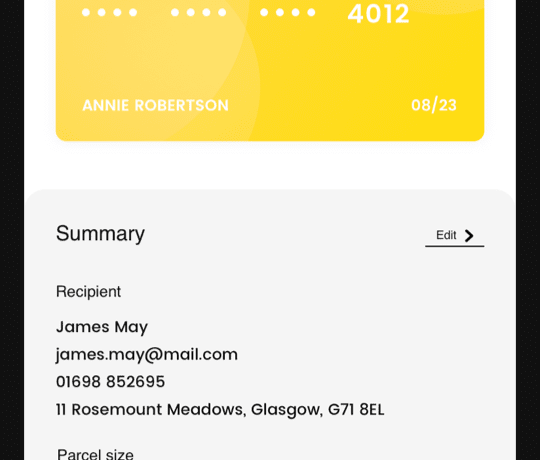 •••• •••• •••• 4012
ANNIE ROBERTSON 08/23
Summary Edit
Recipient
James May
james.may@mail.com
01698 852695
11 Rosemount Meadows, Glasgow, G71 8EL
Parcel size